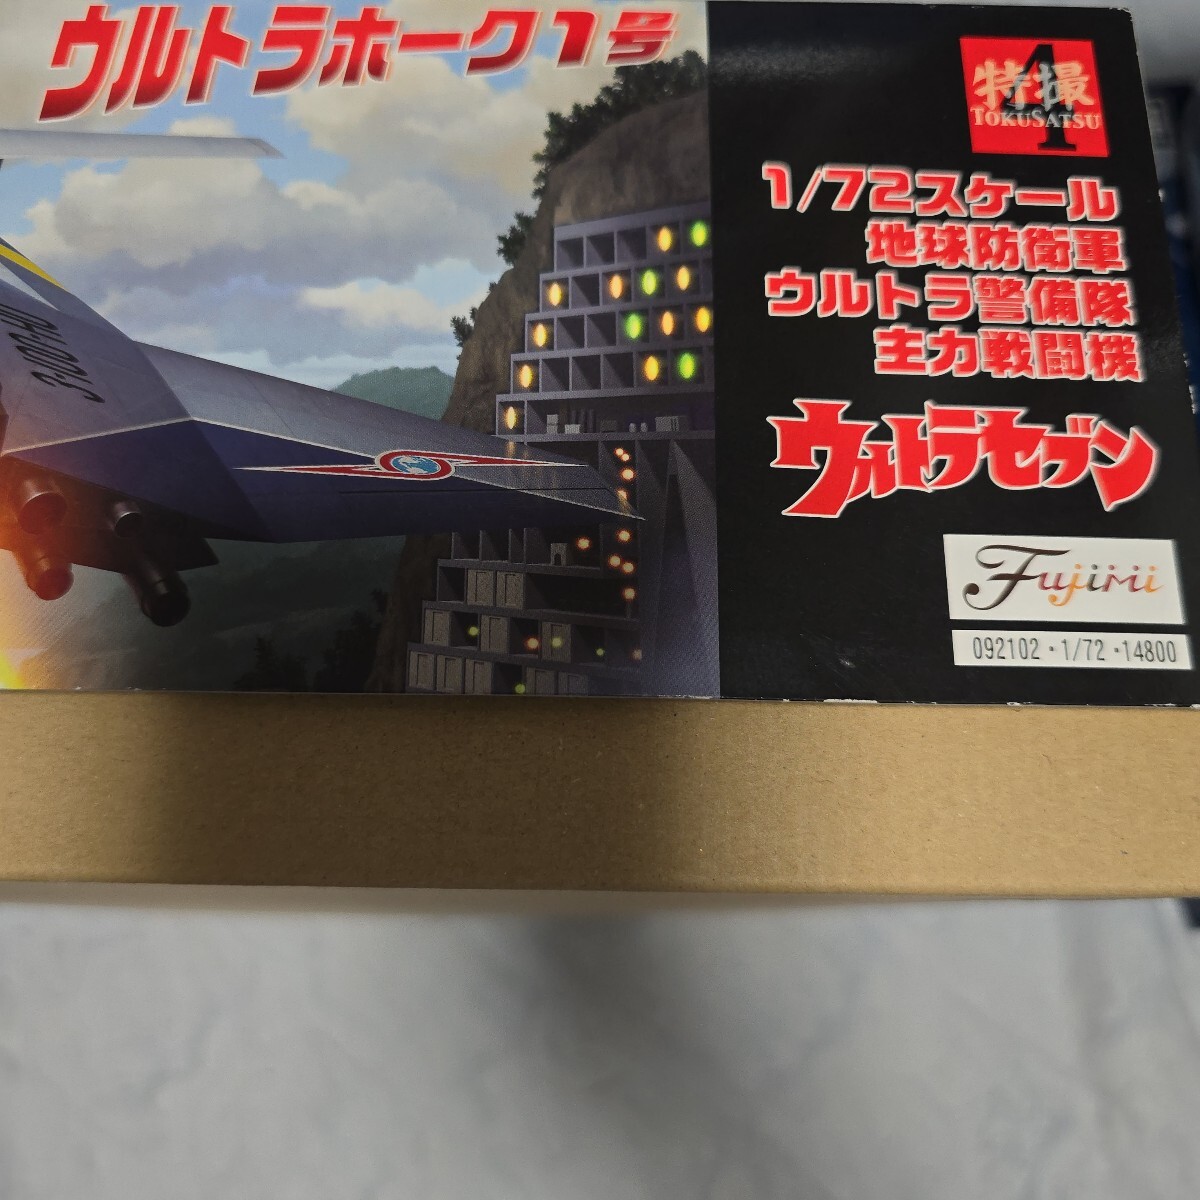 ウルトラホーク1号
特撮
4
TOKUSATSU
1/72スケール
地球防衛軍
ウルトラ警備隊
主力戦闘機
ウルトラセブン
Fujimi
092102・1/72・14800